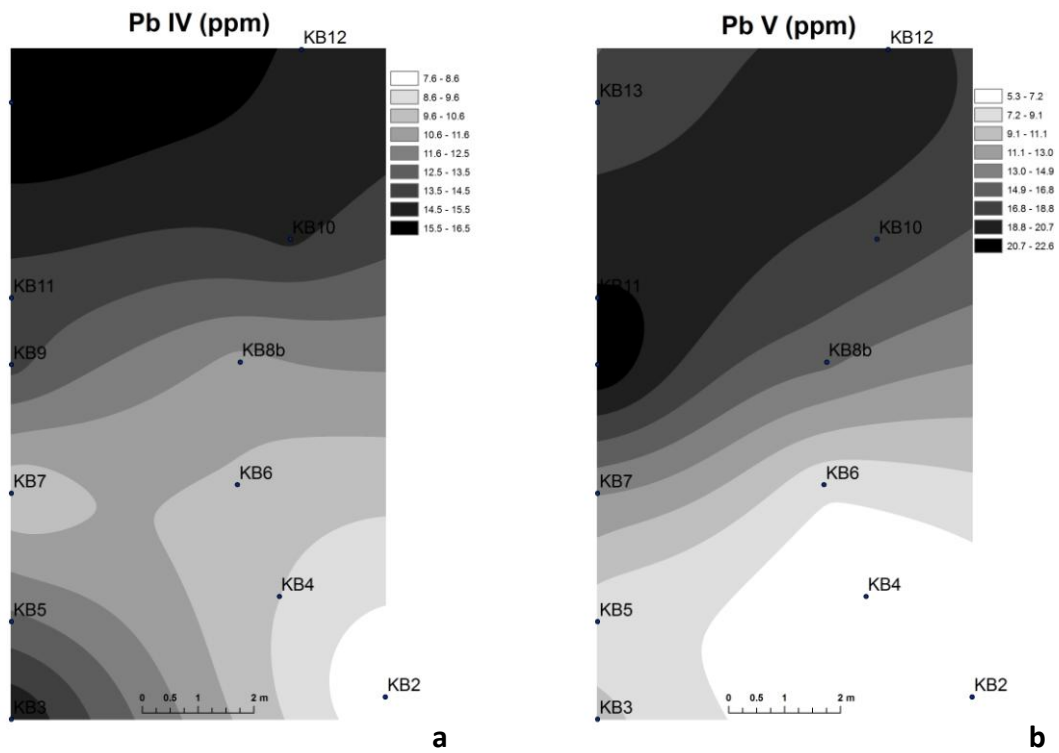 Pb IV (ppm)
KB12
7.6 - 8.6
8.6 - 9.6
9.6 - 10.6
10.6 - 11.6
11.6 - 12.5
12.5 - 13.5
13.5 - 14.5
14.5 - 15.5
15.5 - 16.5
KB10
KB11
KB9
KB8b
KB7
KB6
KB4
KB5
KB2
KB3
0 0.5 1 2 m
a
Pb V (ppm)
KB12
KB13
5.3 - 7.2
7.2 - 9.1
9.1 - 11.1
11.1 - 13.0
13.0 - 14.9
14.9 - 16.8
16.8 - 18.8
18.8 - 20.7
20.7 - 22.6
KB10
KB11
KB8b
KB7
KB6
KB4
KB5
KB2
KB3
0 0.5 1 2 m
b